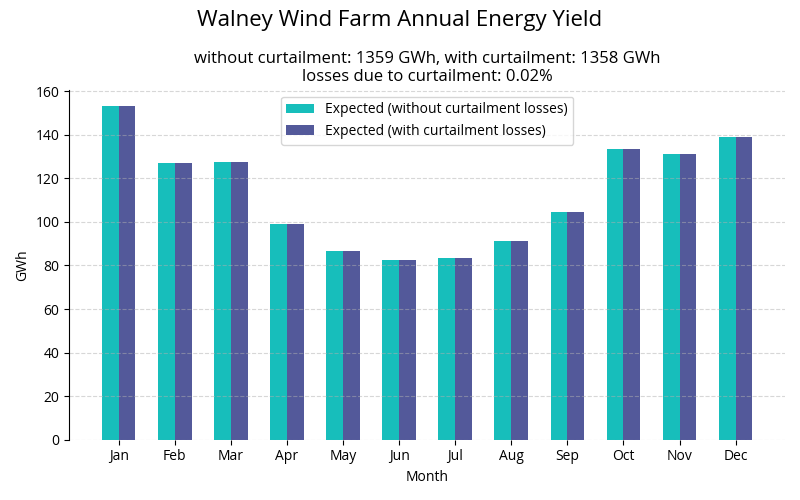 Walney Wind Farm Annual Energy Yield
without curtailment: 1359 GWh, with curtailment: 1358 GWh
losses due to curtailment: 0.02%
Expected (without curtailment losses)
Expected (with curtailment losses)
GWh
160
140
120
100
80
60
40
20
0
Jan Feb Mar Apr May Jun Jul Aug Sep Oct Nov Dec
Month